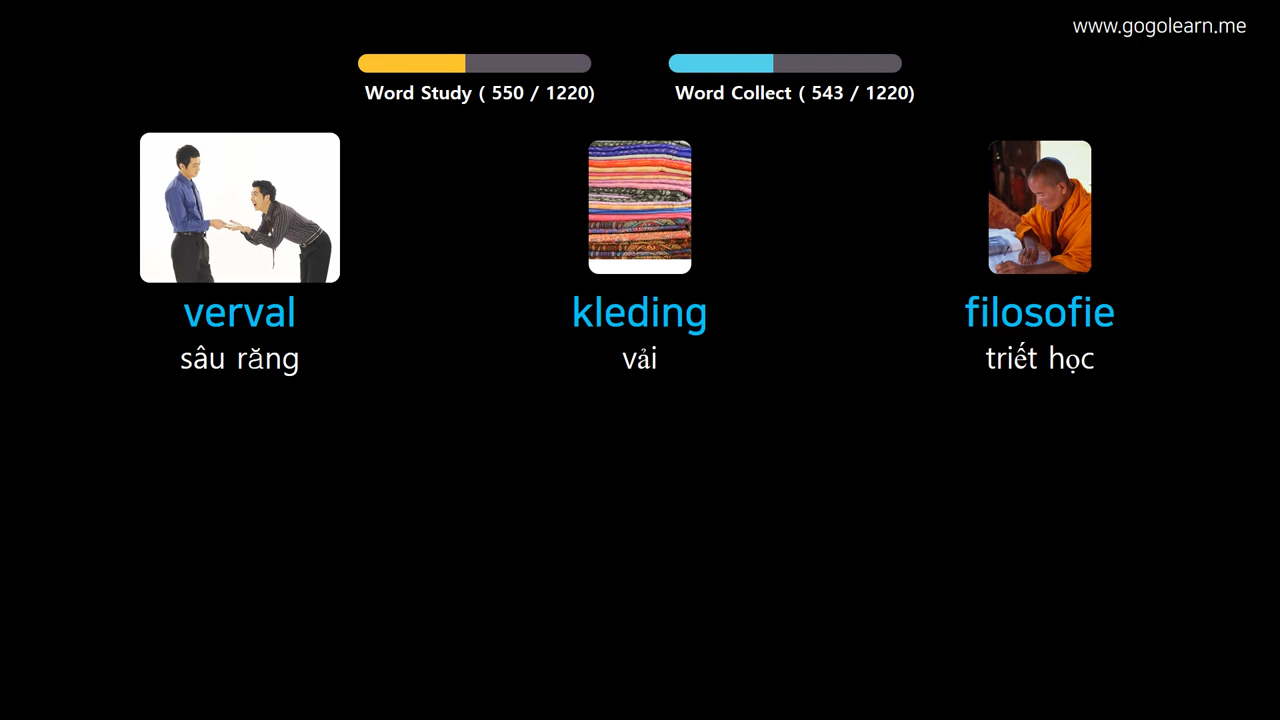 www.gogolearn.me
Word Study ( 550 / 1220)
Word Collect ( 543 / 1220)
verval
kleding
filosofie
sâu răng
vải
triết học